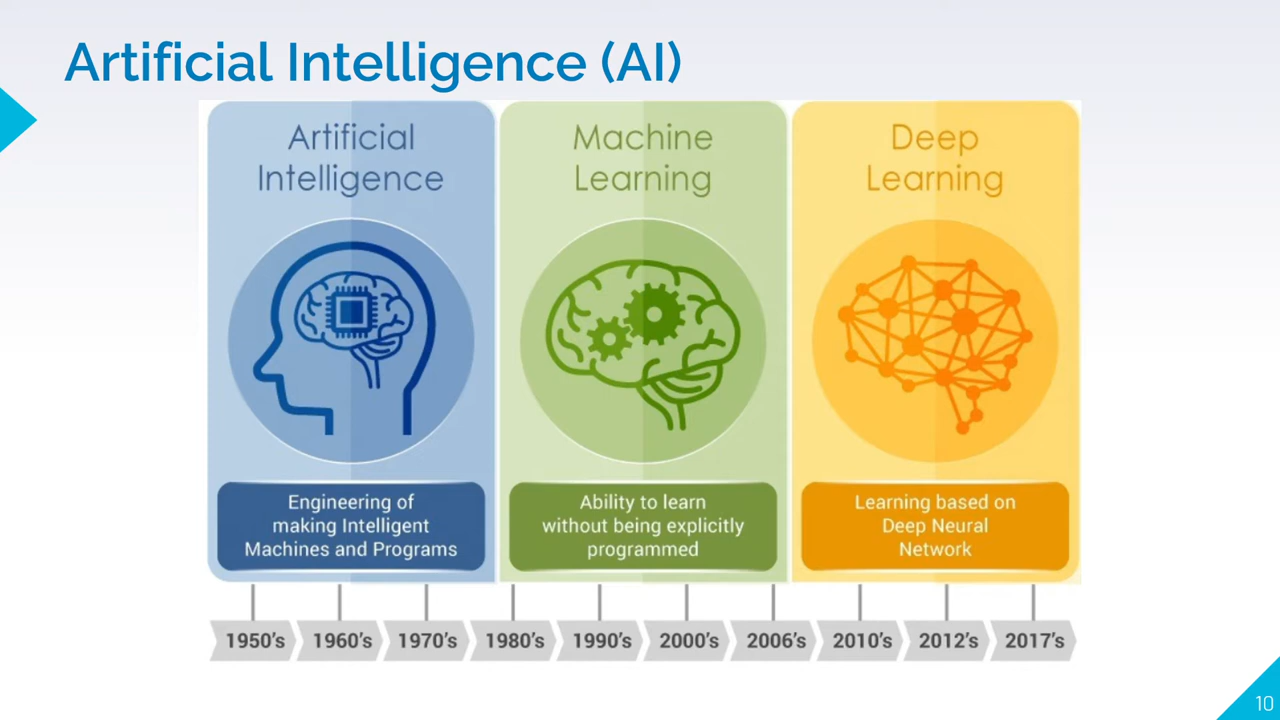 Artificial Intelligence (AI)
Artificial
Intelligence
Engineering of
making Intelligent
Machines and Programs
Machine
Learning
Ability to learn
without being explicitly
programmed
Deep
Learning
Learning based on
Deep Neural
Network
1950's 1960's 1970's 1980's 1990's 2000's 2006's 2010's 2012's 2017's
10